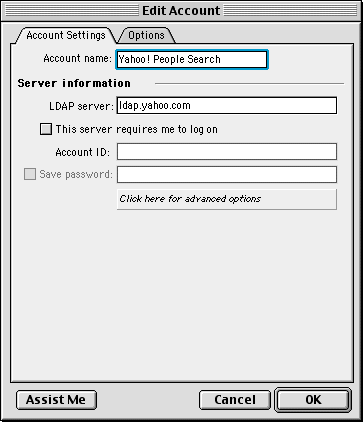 Edit Account
Account Settings Options
Account name: Yahoo! People Search
Server information
LDAP server: ldap.yahoo.com
This server requires me to log on
Account ID:
Save password:
Click here for advanced options
Assist Me Cancel OK